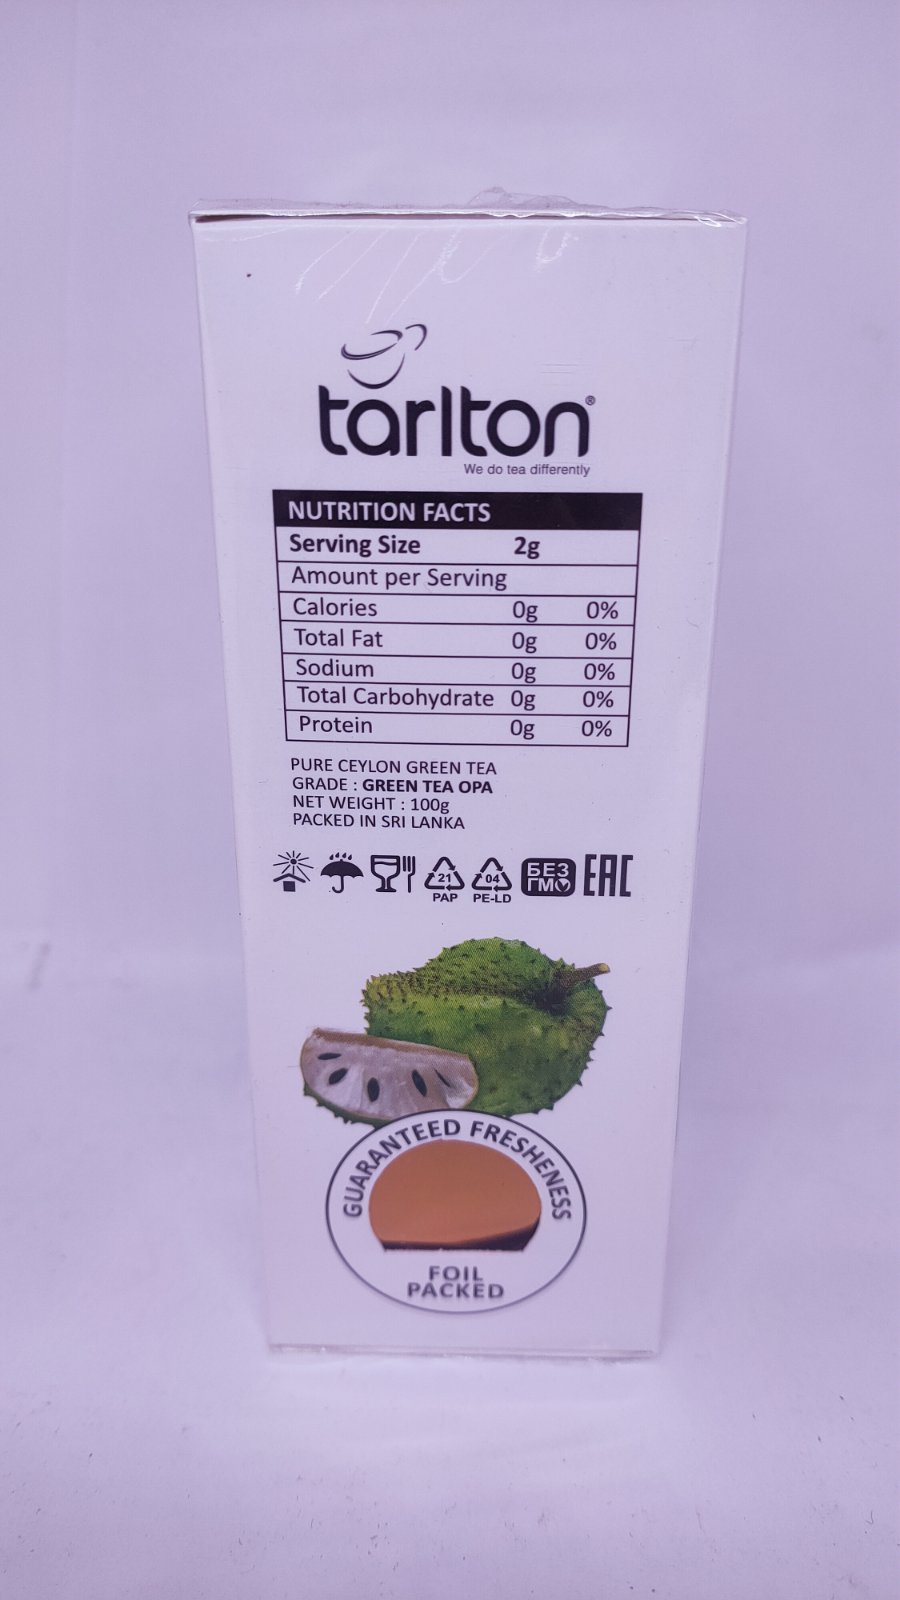 tarlton®
We do tea differently
NUTRITION FACTS
Serving Size 2g
Amount per Serving
Calories 0g 0%
Total Fat 0g 0%
Sodium 0g 0%
Total Carbohydrate 0g 0%
Protein 0g 0%
PURE CEYLON GREEN TEA
GRADE : GREEN TEA OPA
NET WEIGHT : 100g
PACKED IN SRI LANKA
21 04 БЕЗ EAC
PAP PE-LD ГМО
GUARANTEED FRESHENESS
FOIL
PACKED